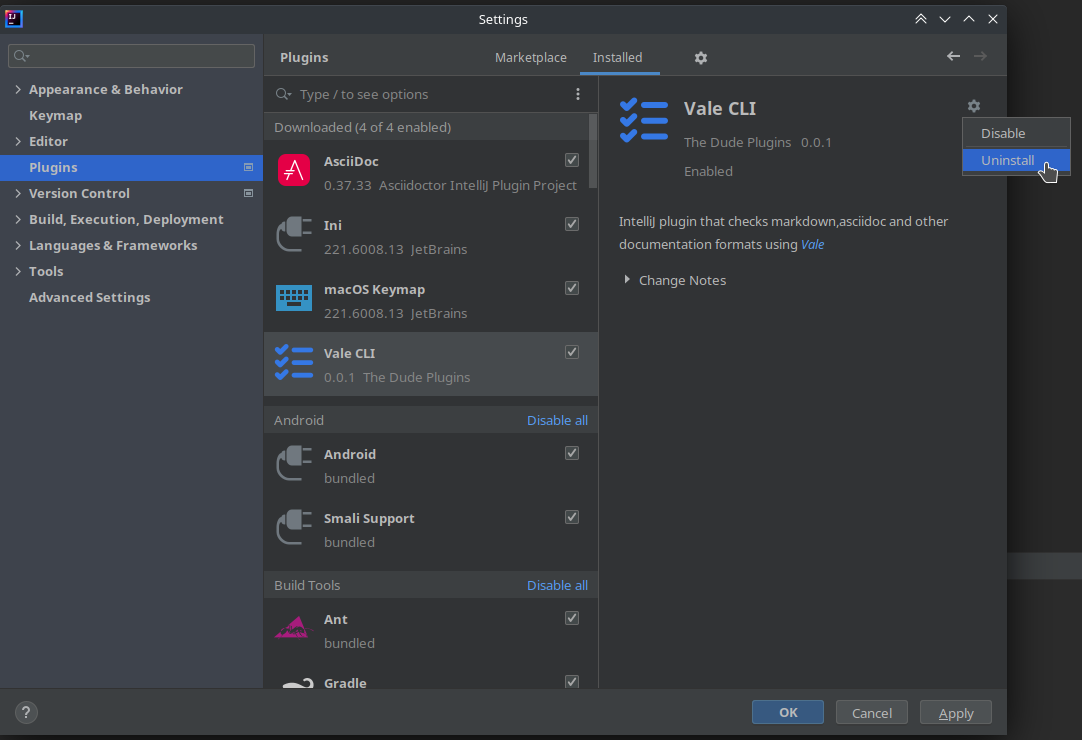 Settings
Appearance & Behavior
Keymap
Editor
Plugins
Version Control
Build, Execution, Deployment
Languages & Frameworks
Tools
Advanced Settings
Plugins
Marketplace
Installed
Type / to see options
Downloaded (4 of 4 enabled)
AsciiDoc
0.37.33 Asciidoctor IntelliJ Plugin Project
Ini
221.6008.13 JetBrains
macOS Keymap
221.6008.13 JetBrains
Vale CLI
0.0.1 The Dude Plugins
Android Disable all
Android
bundled
Smali Support
bundled
Build Tools Disable all
Ant
bundled
Gradle
Vale CLI
The Dude Plugins 0.0.1
Enabled
Disable
Uninstall
IntelliJ plugin that checks markdown,asciidoc and other
documentation formats using Vale
Change Notes
?
OK
Cancel
Apply